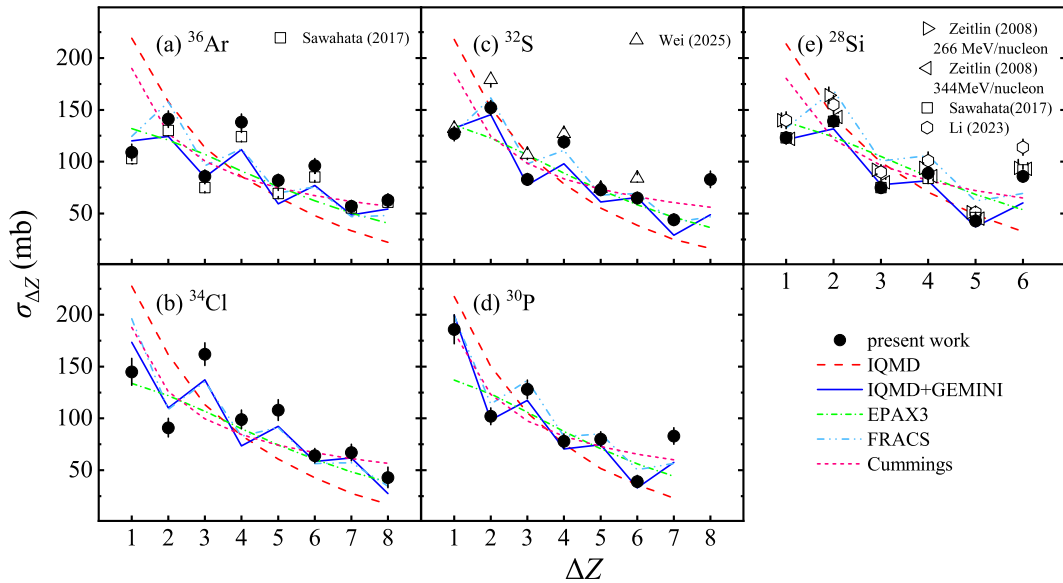 (a) ³⁶Ar
Sawahata (2017)
(c) ³²S
Wei (2025)
(e) ²⁸Si
Zeitlin (2008)
266 MeV/nucleon
Zeitlin (2008)
344MeV/nucleon
Sawahata(2017)
Li (2023)
200
150
100
50
1 2 3 4 5 6
σΔZ (mb)
(b) ³⁴Cl
(d) ³⁰P
200
150
100
50
present work
IQMD
IQMD+GEMINI
EPAX3
FRACS
Cummings
1 2 3 4 5 6 7 8
1 2 3 4 5 6 7 8
ΔZ